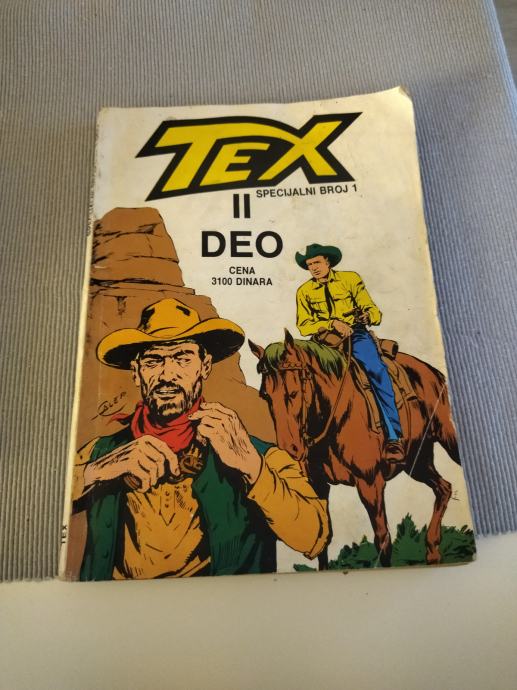 TEX
SPECIJALNI BROJ 1
II
DEO
CENA
3100 DINARA
TEX